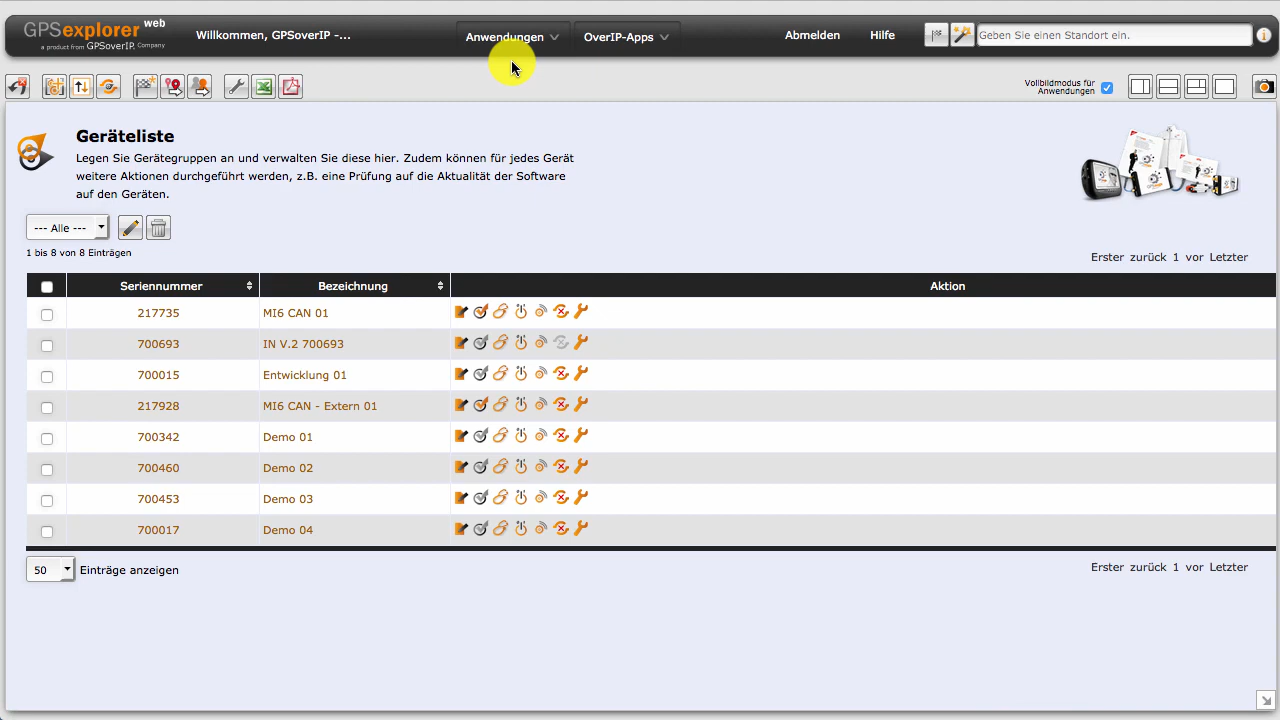 GPSexplorer web
a product from GPSoverIP. Company
Willkommen, GPSoverIP -...
Anwendungen
OverIP-Apps
Abmelden
Hilfe
Geben Sie einen Standort ein.
Vollbildmodus für
Anwendungen
Geräteliste
Legen Sie Gerätegruppen an und verwalten Sie diese hier. Zudem können für jedes Gerät
weitere Aktionen durchgeführt werden, z.B. eine Prüfung auf die Aktualität der Software
auf den Geräten.
--- Alle ---
1 bis 8 von 8 Einträgen
Erster zurück 1 vor Letzter
Seriennummer Bezeichnung Aktion
217735 MI6 CAN 01
700693 IN V.2 700693
700015 Entwicklung 01
217928 MI6 CAN - Extern 01
700342 Demo 01
700460 Demo 02
700453 Demo 03
700017 Demo 04
50 Einträge anzeigen
Erster zurück 1 vor Letzter